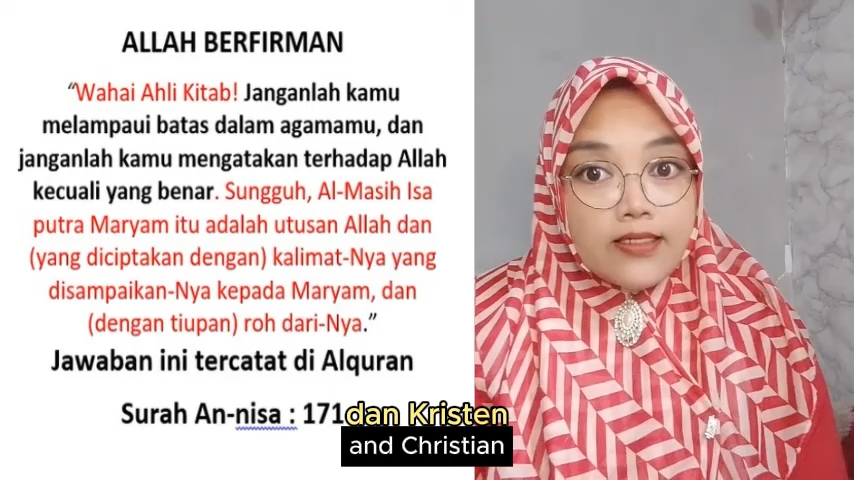 ALLAH BERFIRMAN
“Wahai Ahli Kitab! Janganlah kamu
melampaui batas dalam agamamu, dan
janganlah kamu mengatakan terhadap Allah
kecuali yang benar. Sungguh, Al-Masih Isa
putra Maryam itu adalah utusan Allah dan
(yang diciptakan dengan) kalimat-Nya yang
disampaikan-Nya kepada Maryam, dan
(dengan tiupan) roh dari-Nya.”
Jawaban ini tercatat di Alquran
Surah An-nisa : 171
dan Kristen
and Christian